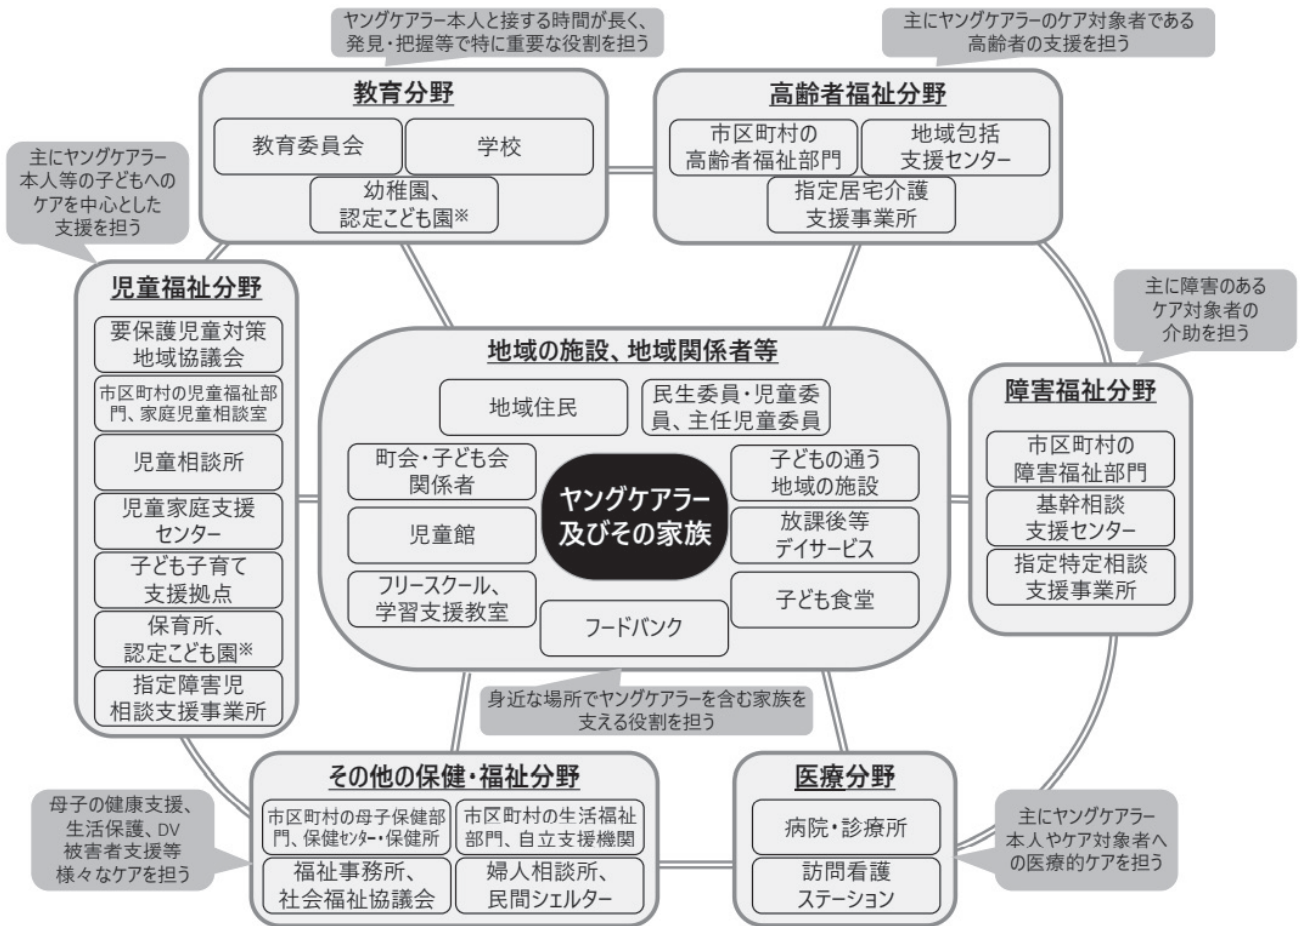 ヤングケアラー本人と接する時間が長く、
発見・把握等で特に重要な役割を担う
主にヤングケアラーのケア対象者である
高齢者の支援を担う
教育分野
教育委員会
学校
幼稚園、
認定こども園※
高齢者福祉分野
市区町村の
高齢者福祉部門
地域包括
支援センター
指定居宅介護
支援事業所
主にヤングケアラー
本人等の子どもへの
ケアを中心とした
支援を担う
児童福祉分野
要保護児童対策
地域協議会
市区町村の児童福祉部
門、家庭児童相談室
児童相談所
児童家庭支援
センター
子ども子育て
支援拠点
保育所、
認定こども園※
指定障害児
相談支援事業所
地域の施設、地域関係者等
地域住民
民生委員・児童委
員、主任児童委員
町会・子ども会
関係者
児童館
フリースクール、
学習支援教室
ヤングケアラー
及びその家族
子どもの通う
地域の施設
放課後等
デイサービス
子ども食堂
フードバンク
主に障害のある
ケア対象者の
介助を担う
障害福祉分野
市区町村の
障害福祉部門
基幹相談
支援センター
指定特定相談
支援事業所
身近な場所でヤングケアラーを含む家族を
支える役割を担う
その他の保健・福祉分野
市区町村の母子保健部
門、保健センター・保健所
市区町村の生活福祉
部門、自立支援機関
福祉事務所、
社会福祉協議会
婦人相談所、
民間シェルター
母子の健康支援、
生活保護、DV
被害者支援等
様々なケアを担う
医療分野
病院・診療所
訪問看護
ステーション
主にヤングケアラー
本人やケア対象者へ
の医療的ケアを担う